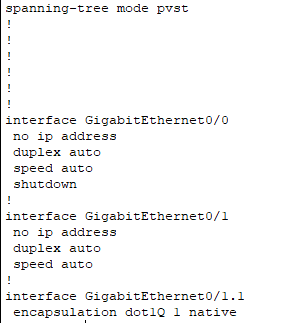 spanning-tree mode pvst
!
!
!
!
!
!
interface GigabitEthernet0/0
 no ip address
 duplex auto
 speed auto
 shutdown
!
interface GigabitEthernet0/1
 no ip address
 duplex auto
 speed auto
!
interface GigabitEthernet0/1.1
 encapsulation dot1Q 1 native